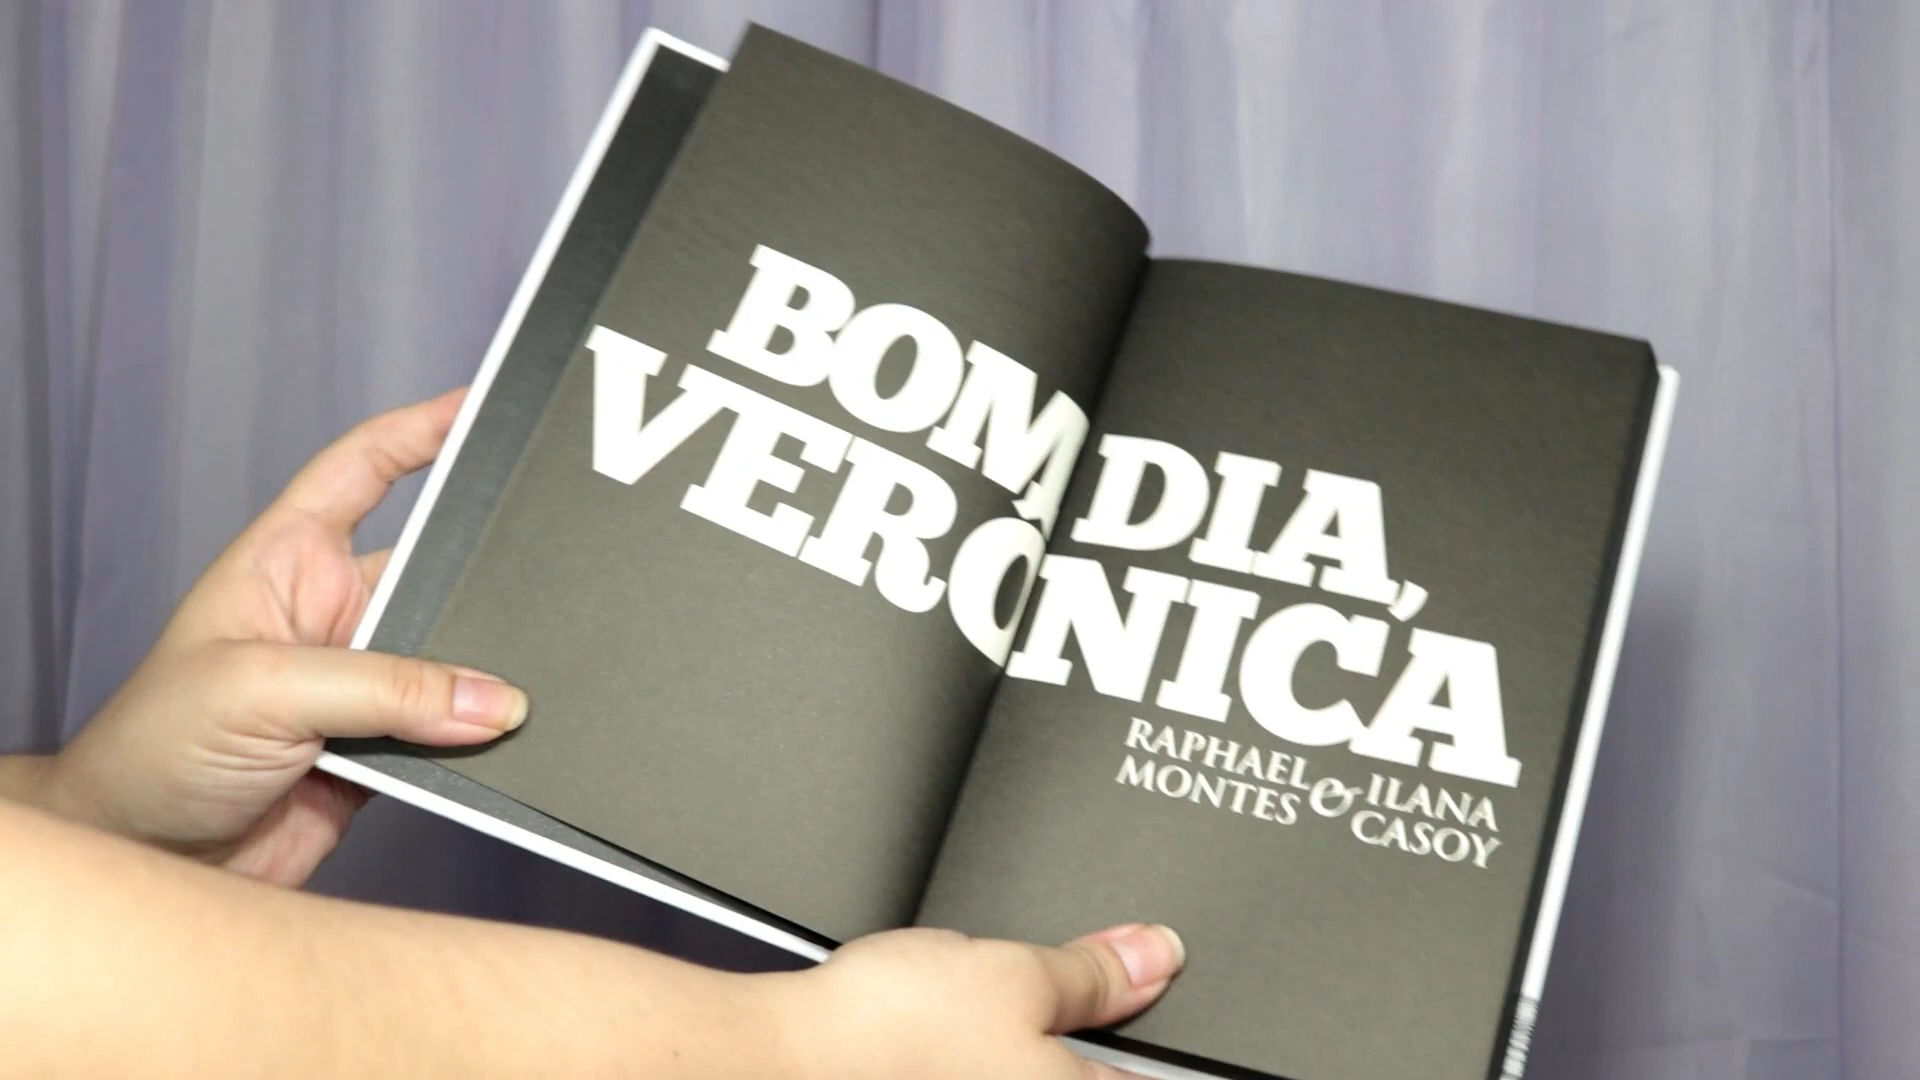 BOM DIA,
VERÔNICA
RAPHAEL
MONTES
&
ILANA
CASOY